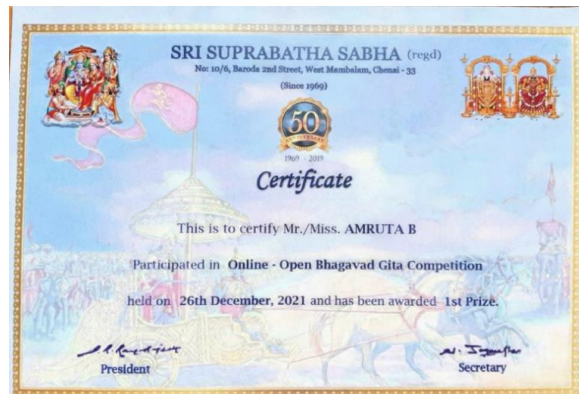 SRI SUPRABATHA SABHA (regd)
No: 10/6, Baroda 2nd Street, West Mambalam, Chenai - 33
(Since 1969)
50
ANNIVERSARY
1969 - 2019
Certificate
This is to certify Mr./Miss. AMRUTA B
Participated in Online - Open Bhagavad Gita Competition
held on 26th December, 2021 and has been awarded 1st Prize.
President Secretary